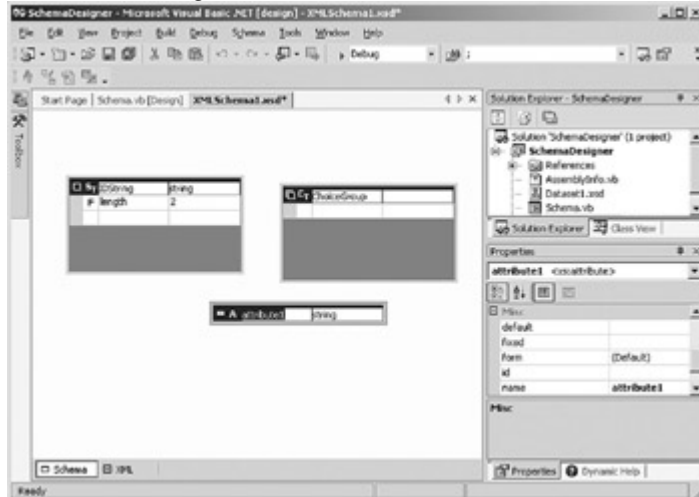 SchemaDesigner - Microsoft Visual Basic .NET [design] - XMLSchema1.xsd*
File Edit View Project Build Debug Schema Tools Window Help
Debug
Start Page Schema.vb [Design] XMLSchema1.xsd*
Toolbox
IDString string
F length 2
ChoiceGroup
A attribute1 string
Schema XML
Ready
Solution Explorer - SchemaDesigner
Solution 'SchemaDesigner' (1 project)
SchemaDesigner
References
AssemblyInfo.vb
Dataset1.xsd
Schema.vb
Solution Explorer Class View
Properties
attribute1 <xs:attribute>
Misc
default
fixed
form (Default)
id
name attribute1
Misc
Properties Dynamic Help